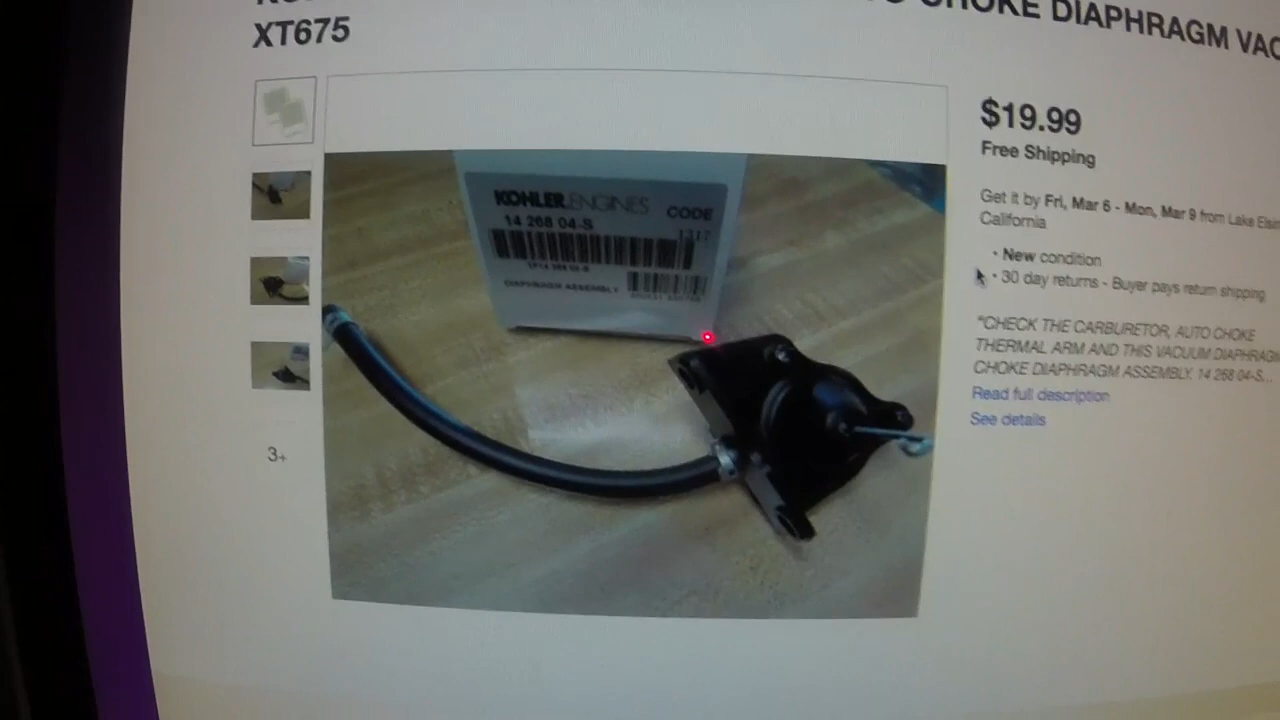 CHOKE DIAPHRAGM
XT675
$19.99
Free Shipping
Get it by Fri, Mar 6 - Mon, Mar 9 from Lake
California
• New condition
• 30 day returns - Buyer pays return shipping
"CHECK THE CARBURETOR, AUTO CHOKE
THERMAL ARM AND THIS VACUUM
CHOKE DIAPHRAGM ASSEMBLY. 14 268 04-S...
Read full description
See details
3+
KOHLER ENGINES
CODE
14 268 04-S
1317
DIAPHRAGM ASSEMBLY